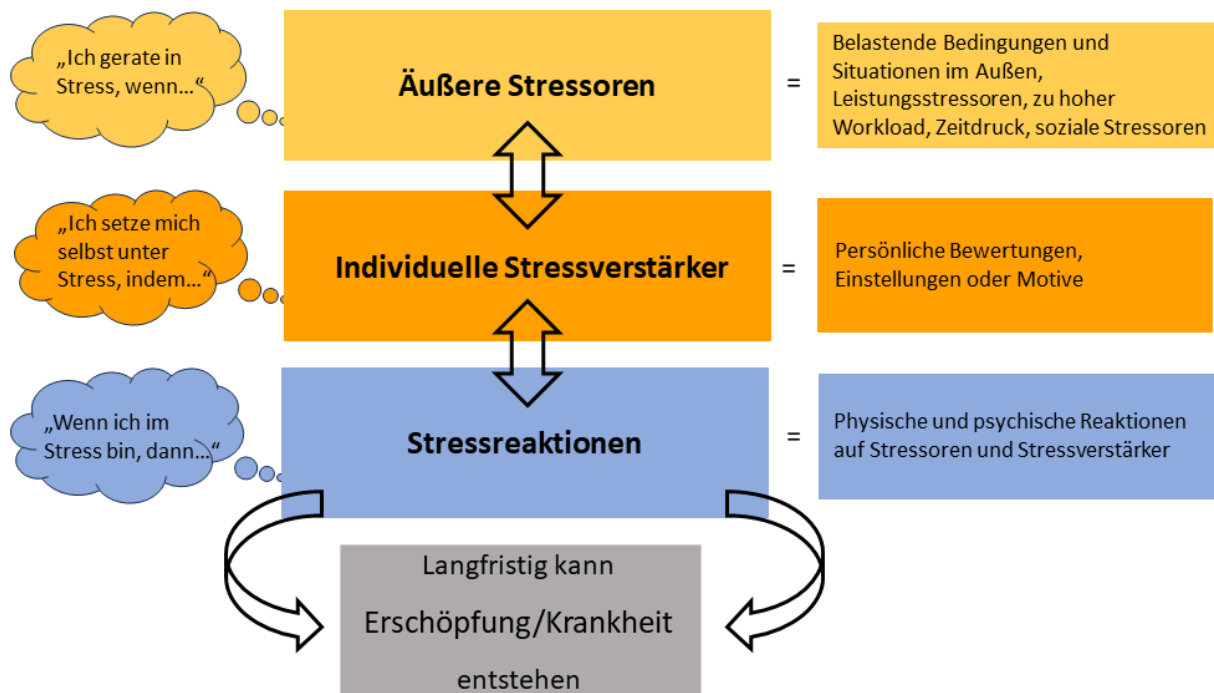 „Ich gerate in
Stress, wenn…“
Äußere Stressoren
=
Belastende Bedingungen und
Situationen im Außen,
Leistungsstressoren, zu hoher
Workload, Zeitdruck, soziale Stressoren
„Ich setze mich
selbst unter
Stress, indem…“
Individuelle Stressverstärker
=
Persönliche Bewertungen,
Einstellungen oder Motive
„Wenn ich im
Stress bin, dann…“
Stressreaktionen
=
Physische und psychische Reaktionen
auf Stressoren und Stressverstärker
Langfristig kann
Erschöpfung/Krankheit
entstehen